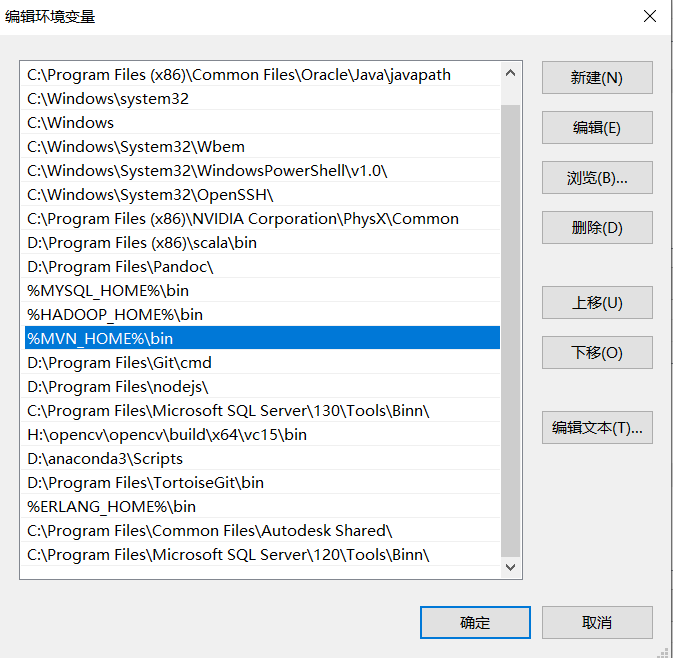 编辑环境变量
C:\Program Files (x86)\Common Files\Oracle\Java\javapath
C:\Windows\system32
C:\Windows
C:\Windows\System32\Wbem
C:\Windows\System32\WindowsPowerShell\v1.0\
C:\Windows\System32\OpenSSH\
C:\Program Files (x86)\NVIDIA Corporation\PhysX\Common
D:\Program Files (x86)\scala\bin
D:\Program Files\Pandoc\
%MYSQL_HOME%\bin
%HADOOP_HOME%\bin
%MVN_HOME%\bin
D:\Program Files\Git\cmd
D:\Program Files\nodejs\
C:\Program Files\Microsoft SQL Server\130\Tools\Binn\
H:\opencv\opencv\build\x64\vc15\bin
D:\anaconda3\Scripts
D:\Program Files\TortoiseGit\bin
%ERLANG_HOME%\bin
C:\Program Files\Common Files\Autodesk Shared\
C:\Program Files\Microsoft SQL Server\120\Tools\Binn\
新建(N)
编辑(E)
浏览(B)...
删除(D)
上移(U)
下移(O)
编辑文本(T)...
确定
取消